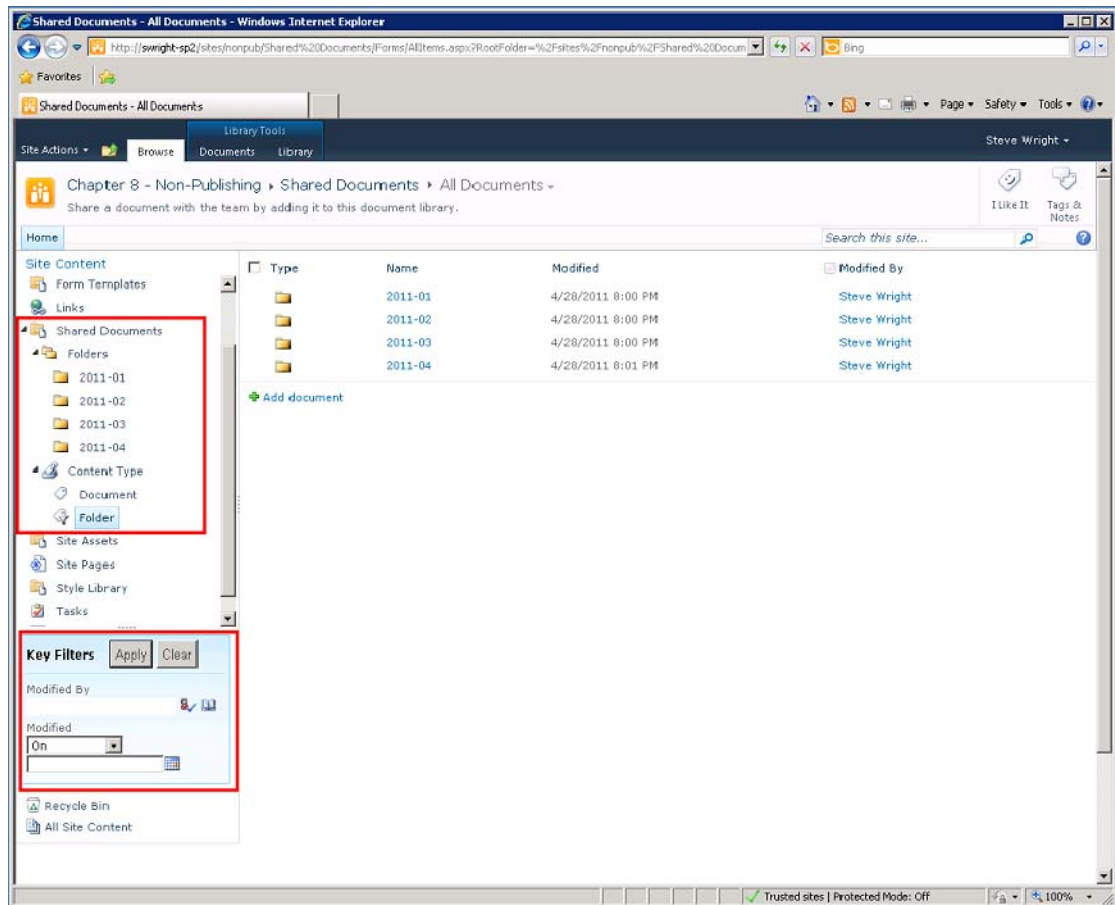 Shared Documents - All Documents - Windows Internet Explorer
http://swright-sp2/sites/nonpub/Shared%20Documents/Forms/AllItems.aspx?RootFolder=%2Fsites%2Fnonpub%2FShared%20Docum
Bing
Favorites
Shared Documents - All Documents
Page
Safety
Tools
Library Tools
Site Actions
Browse
Documents
Library
Steve Wright
Chapter 8 - Non-Publishing
Shared Documents
All Documents
Share a document with the team by adding it to this document library.
I Like It
Tags & Notes
Home
Search this site...
Site Content
Form Templates
Links
Shared Documents
Folders
2011-01
2011-02
2011-03
2011-04
Content Type
Document
Folder
Site Assets
Site Pages
Style Library
Tasks
Key Filters
Apply
Clear
Modified By
Modified
On
Recycle Bin
All Site Content
Type Name Modified Modified By
2011-01 4/28/2011 8:00 PM Steve Wright
2011-02 4/28/2011 8:00 PM Steve Wright
2011-03 4/28/2011 8:00 PM Steve Wright
2011-04 4/28/2011 8:01 PM Steve Wright
Add document
Trusted sites | Protected Mode: Off
100%